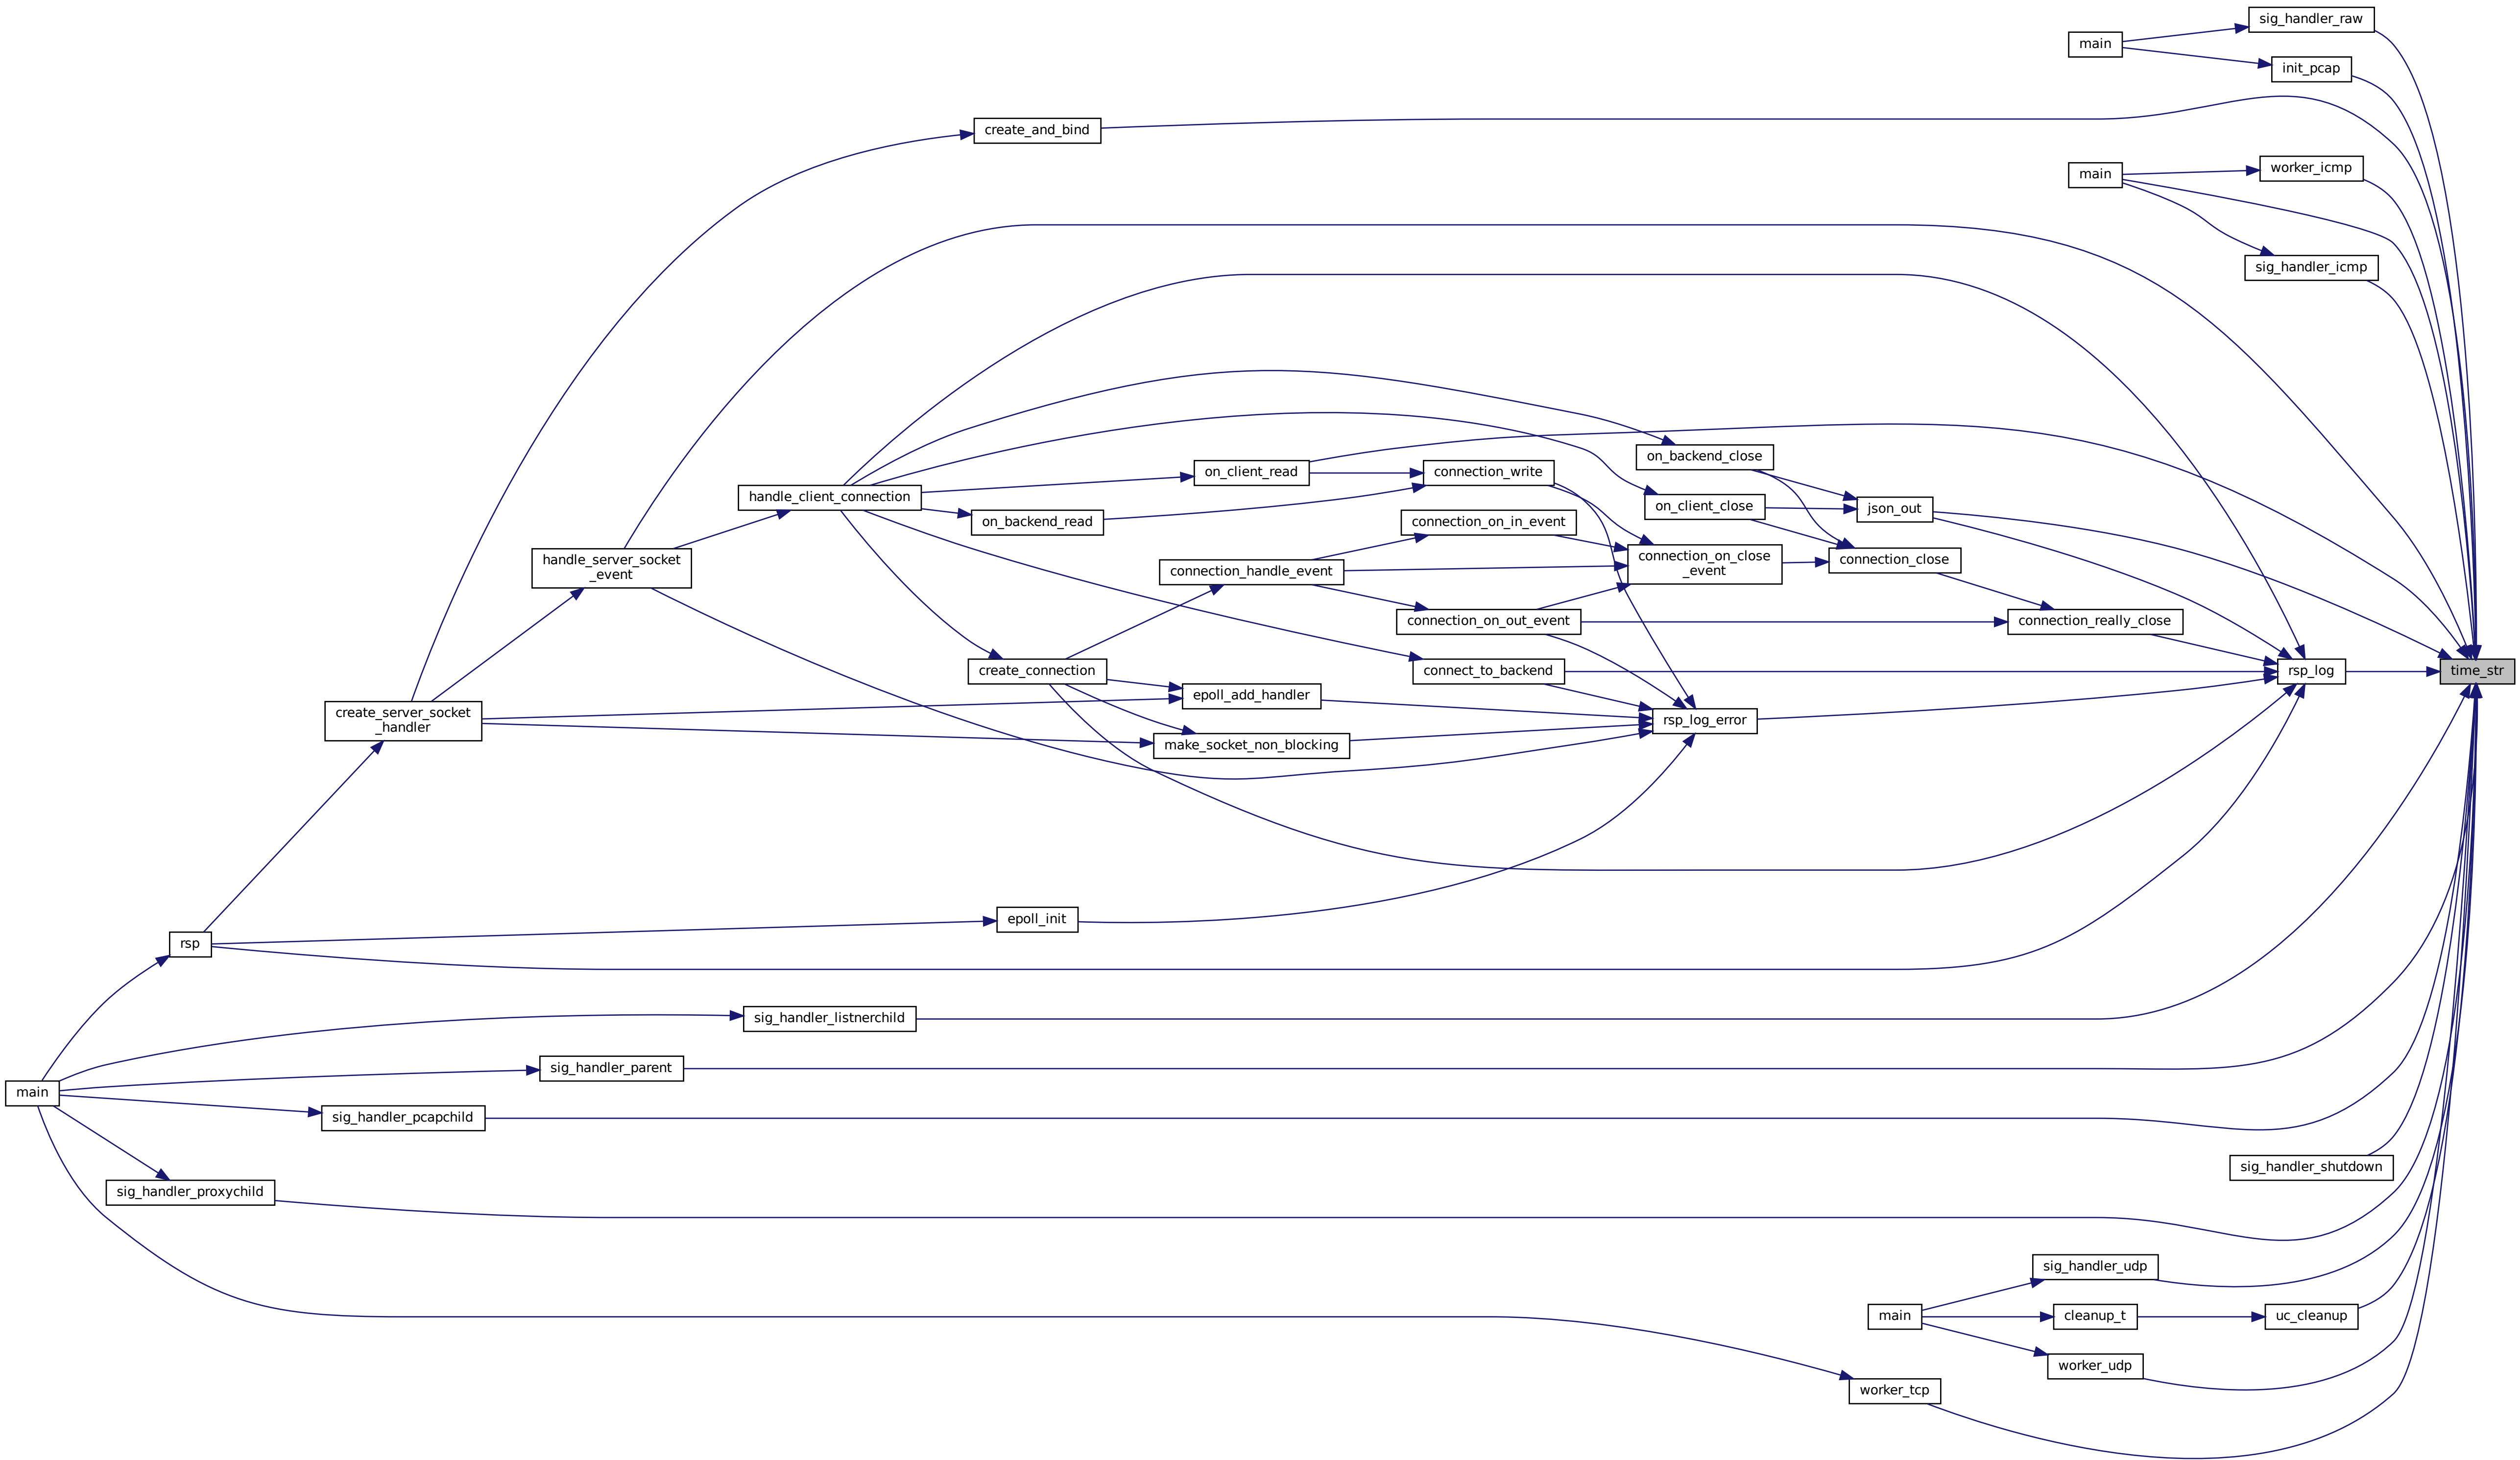 sig_handler_raw
main
init_pcap
create_and_bind
worker_icmp
main
sig_handler_icmp
on_backend_close
on_client_read
connection_write
handle_client_connection
on_client_close
json_out
on_backend_read
connection_on_in_event
connection_on_close
_event
connection_close
handle_server_socket
_event
connection_handle_event
connection_on_out_event
connection_really_close
create_connection
connect_to_backend
rsp_log
time_str
epoll_add_handler
create_server_socket
_handler
rsp_log_error
make_socket_non_blocking
epoll_init
rsp
sig_handler_listnerchild
sig_handler_parent
main
sig_handler_pcapchild
sig_handler_shutdown
sig_handler_proxychild
sig_handler_udp
main
cleanup_t
uc_cleanup
worker_udp
worker_tcp